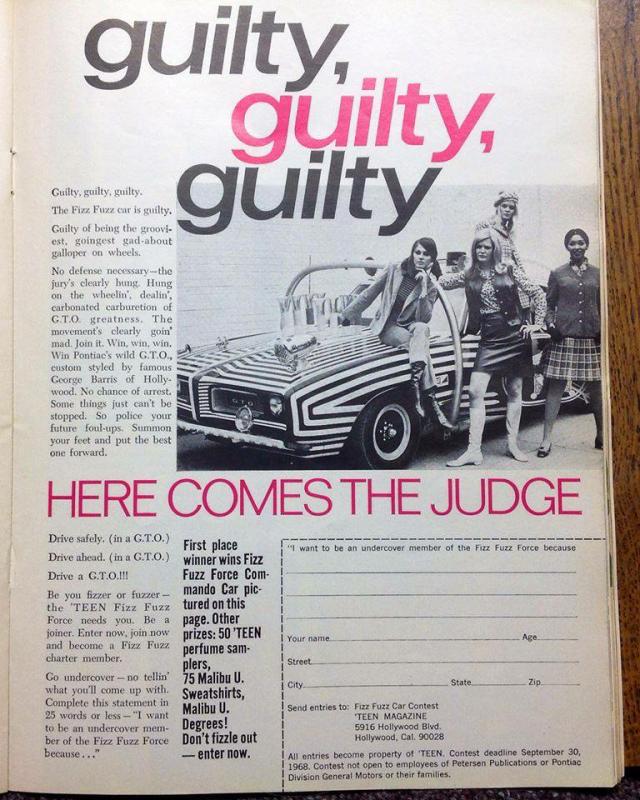 guilty,
guilty,
guilty
Guilty, guilty, guilty.
The Fizz Fuzz car is guilty.
Guilty of being the groovi-
est, goingest gad-about
galloper on wheels.
No defense necessary—the
jury's clearly hung. Hung
on the wheelin', dealin',
carbonated carburetion of
G.T.O. greatness. The
movement's clearly goin'
mad. Join it. Win, win, win.
Win Pontiac's wild G.T.O.,
custom styled by famous
George Barris of Holly-
wood. No chance of arrest.
Some things just can't be
stopped. So police your
future foul-ups. Summon
your feet and put the best
one forward.
GTO
HERE COMES THE JUDGE
Drive safely. (in a G.T.O.)
Drive ahead. (in a G.T.O.)
Drive a G.T.O.!!!
Be you fizzer or fuzzer—
the 'TEEN Fizz Fuzz
Force needs you. Be a
joiner. Enter now, join now
and become a Fizz Fuzz
charter member.
Go undercover—no tellin'
what you'll come up with.
Complete this statement in
25 words or less—"I want
to be an undercover mem-
ber of the Fizz Fuzz Force
because..."
First place
winner wins Fizz
Fuzz Force Com-
mando Car pic-
tured on this
page. Other
prizes: 50 'TEEN
perfume sam-
plers,
75 Malibu U.
Sweatshirts,
Malibu U.
Degrees!
Don't fizzle out
—enter now.
"I want to be an undercover member of the Fizz Fuzz Force because
Your name Age
Street
City State Zip
Send entries to: Fizz Fuzz Car Contest
'TEEN MAGAZINE
5916 Hollywood Blvd.
Hollywood, Cal. 90028
All entries become property of 'TEEN. Contest deadline September 30,
1968. Contest not open to employees of Petersen Publications or Pontiac
Division General Motors or their families.